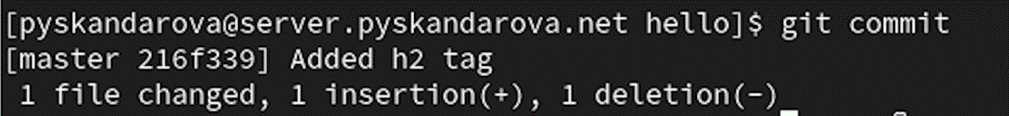 [pyskandarova@server.pyskandarova.net hello]$ git commit
[master 216f339] Added h2 tag
1 file changed, 1 insertion(+), 1 deletion(-)